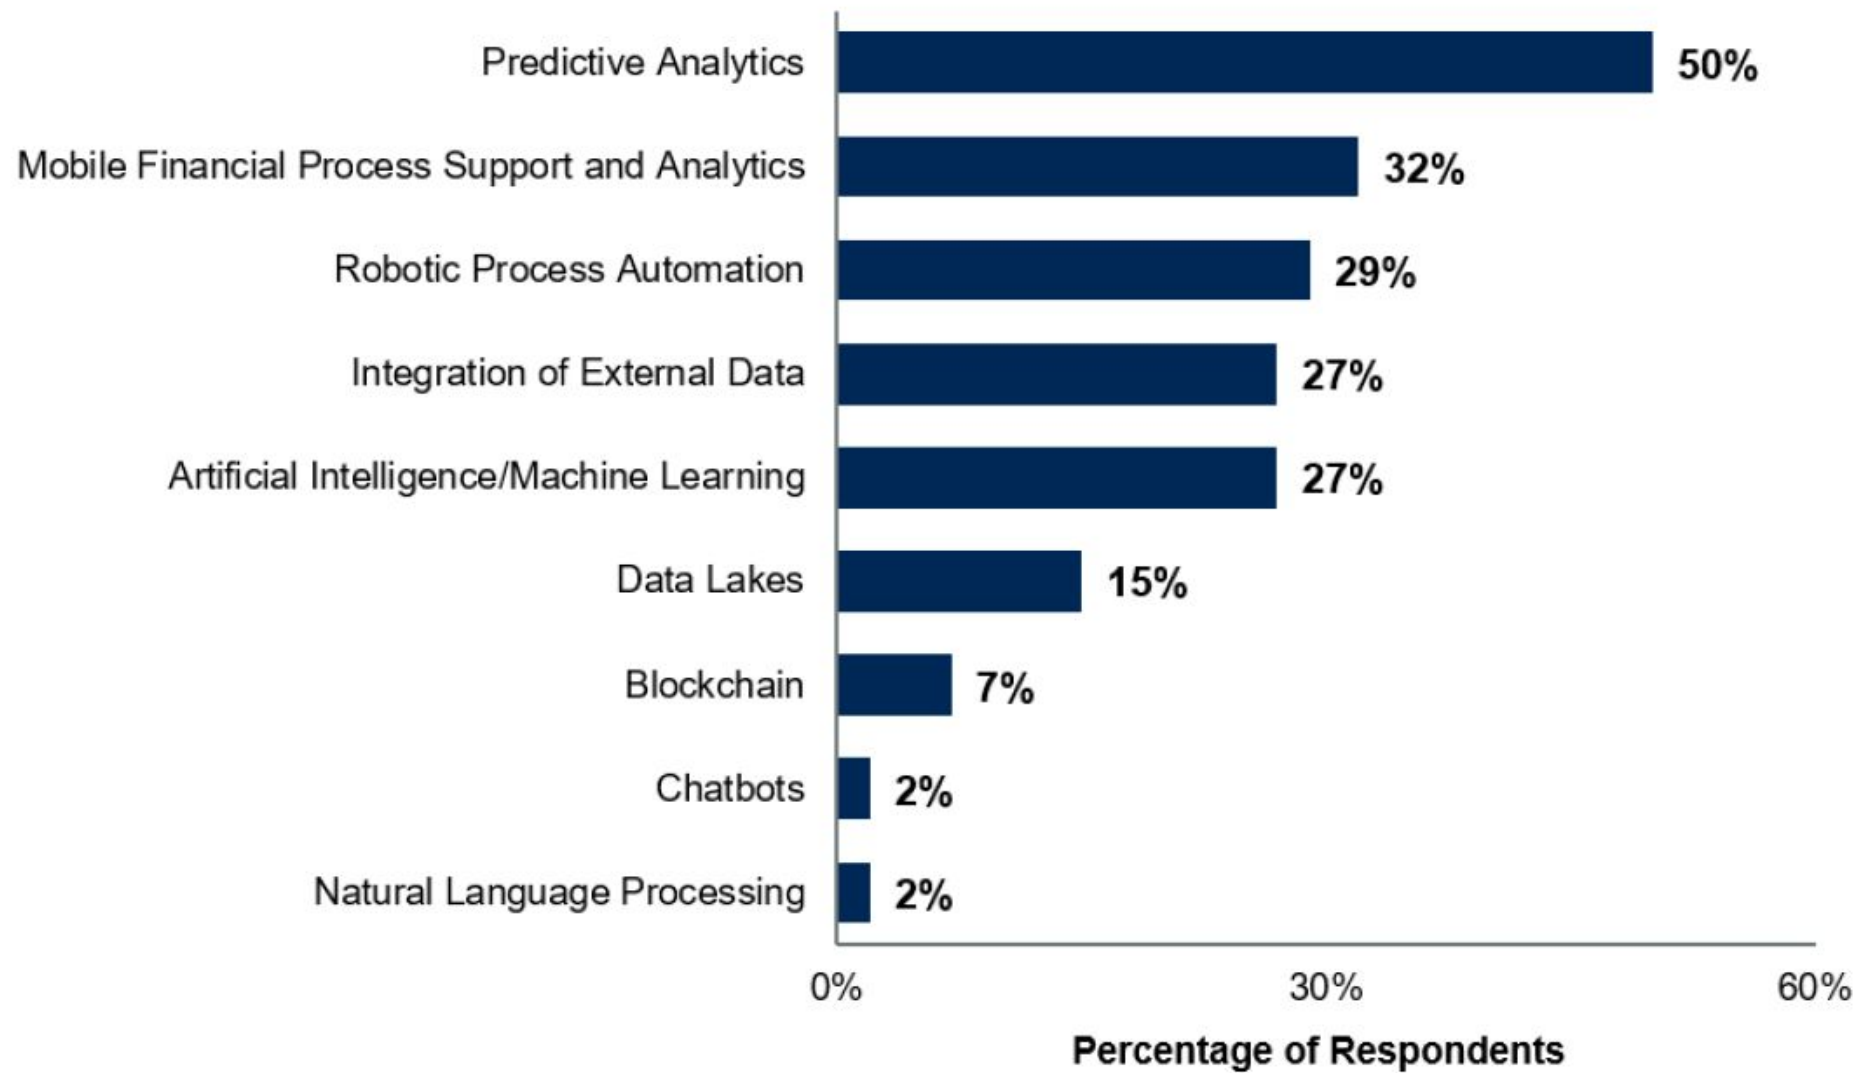 Predictive Analytics 50%
Mobile Financial Process Support and Analytics 32%
Robotic Process Automation 29%
Integration of External Data 27%
Artificial Intelligence/Machine Learning 27%
Data Lakes 15%
Blockchain 7%
Chatbots 2%
Natural Language Processing 2%
0% 30% 60%
Percentage of Respondents